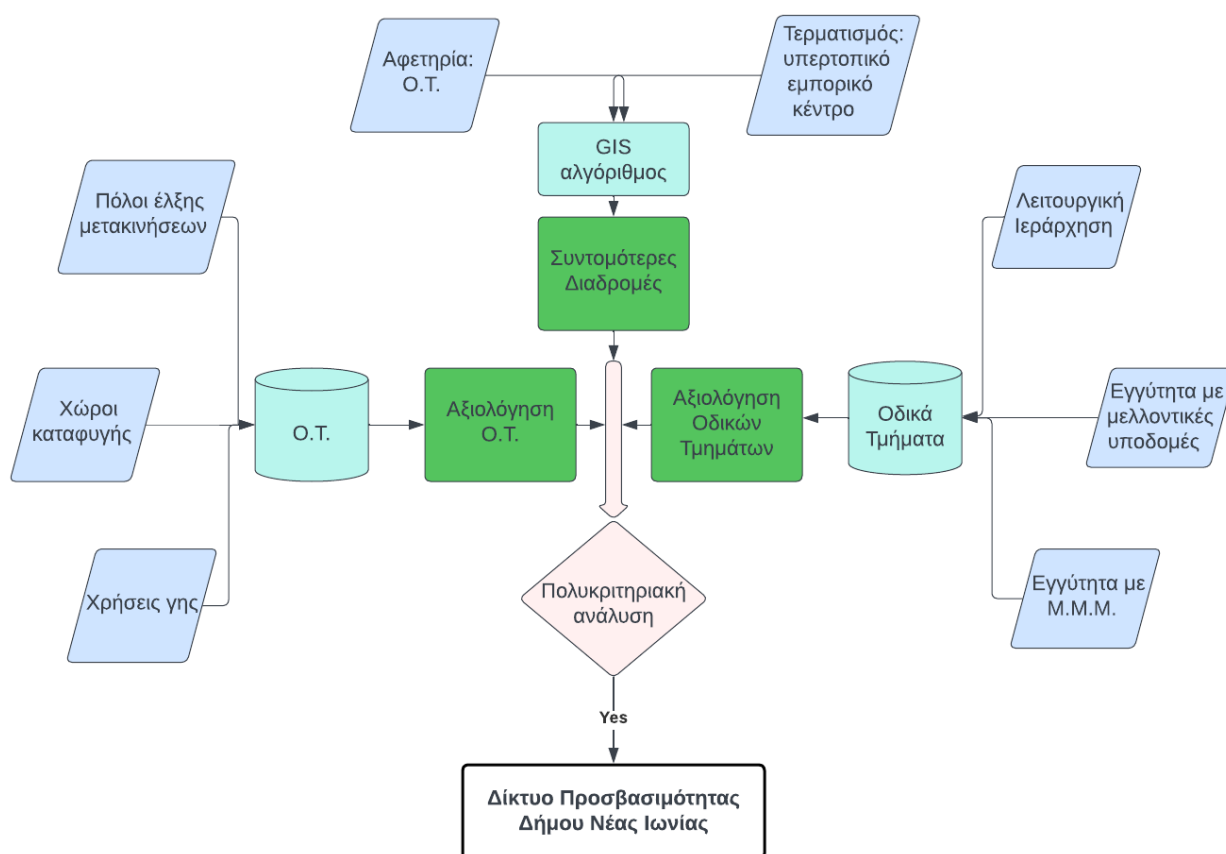 Αφετηρία:
Ο.Τ.
Τερματισμός:
υπερτοπικό
εμπορικό
κέντρο
GIS
αλγόριθμος
Πόλοι έλξης
μετακινήσεων
Λειτουργική
Ιεράρχηση
Συντομότερες
Διαδρομές
Χώροι
καταφυγής
Ο.Τ.
Αξιολόγηση
Ο.Τ.
Αξιολόγηση
Οδικών
Τμημάτων
Οδικά
Τμήματα
Εγγύτητα με
μελλοντικές
υποδομές
Χρήσεις γης
Πολυκριτηριακή
ανάλυση
Εγγύτητα με
Μ.Μ.Μ.
Yes
Δίκτυο Προσβασιμότητας
Δήμου Νέας Ιωνίας